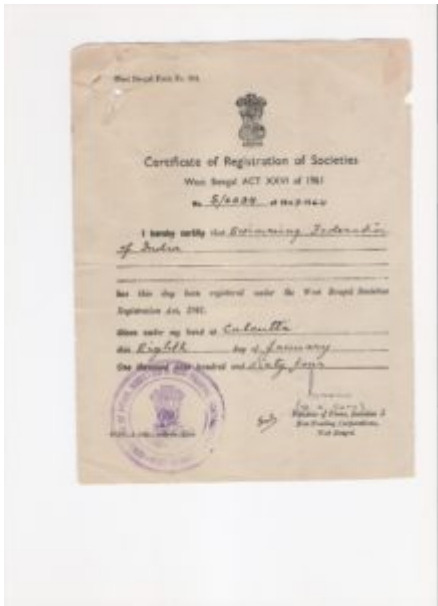 West Bengal Form No.
Certificate of Registration of Societies
West Bengal ACT XXVI of 1961
No. S/ of 1963-1964
I hereby certify that Swimming Federation
of India
has this day been registered under the West Bengal Societies
Registration Act, 1961.
Given under my hand at Calcutta
this Eighth day of January
One thousand nine hundred and Sixty four
Registrar of Firms, Societies &
Non-Trading Corporations,
West Bengal.